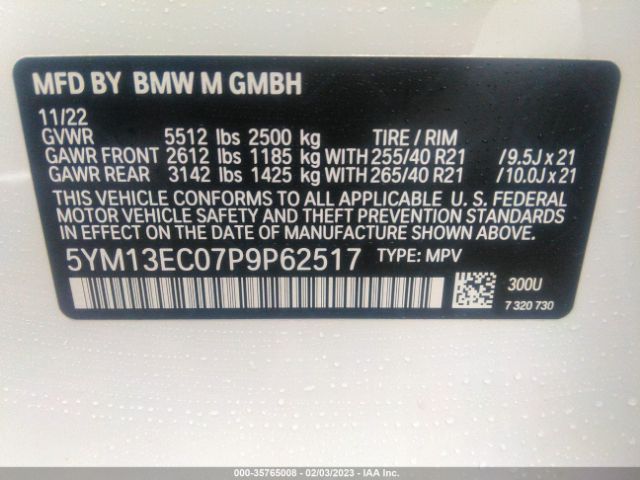 MFD BY BMW M GMBH
11/22
GVWR 5512 lbs 2500 kg TIRE / RIM
GAWR FRONT 2612 lbs 1185 kg WITH 255/40 R21 / 9.5J x 21
GAWR REAR 3142 lbs 1425 kg WITH 265/40 R21 / 10.0J x 21
THIS VEHICLE CONFORMS TO ALL APPLICABLE U. S. FEDERAL
MOTOR VEHICLE SAFETY AND THEFT PREVENTION
STANDARDS IN EFFECT ON THE DATE OF MANUFACTURE SHOWN ABOVE.
5YM13EC07P9P62517 TYPE: MPV
300U
7 320 730
000-35765008 - 02/03/2023 - IAA Inc.